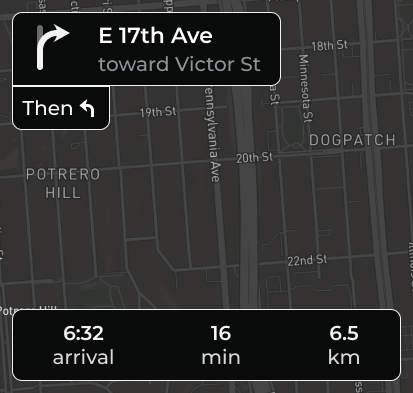 E 17th Ave
toward Victor St
Then
18th St
Minnesota St
19th St
ennsylvania Ave
DOGPATCH
20th St
POTRERO
HILL
22nd St
6:32
arrival
16
min
6.5
km